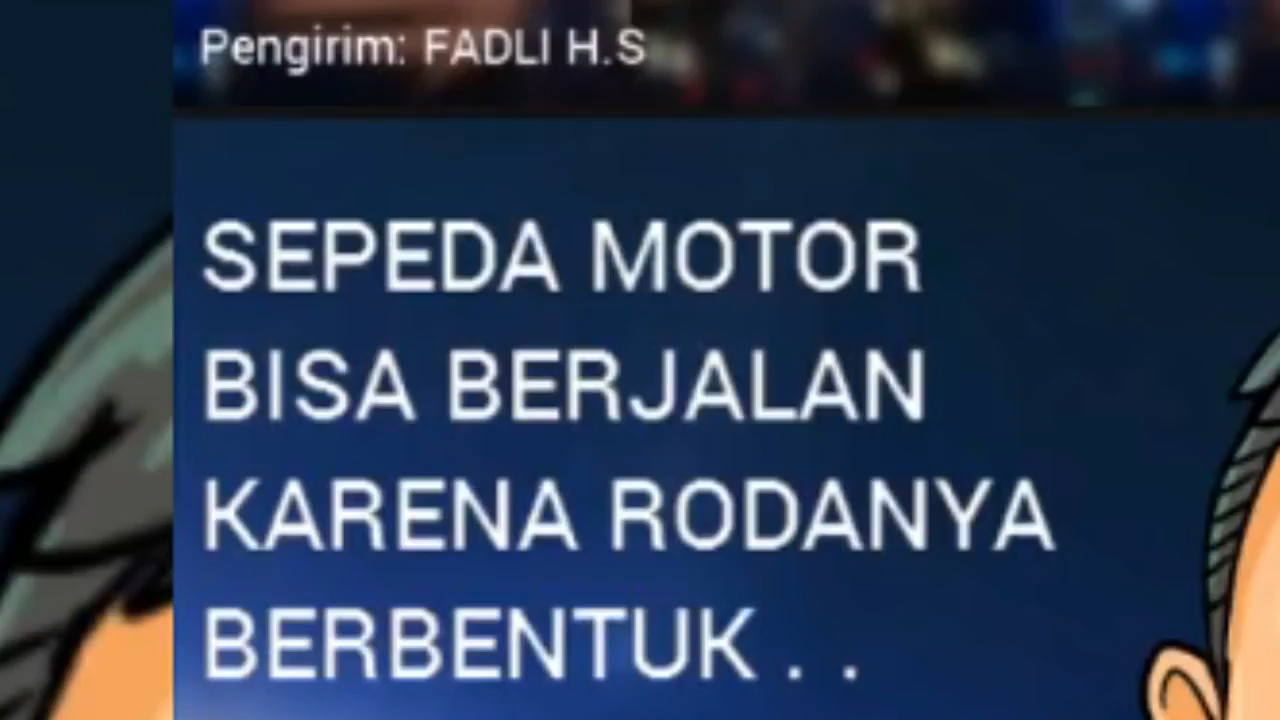 Pengirim: FADLI H.S
SEPEDA MOTOR
BISA BERJALAN
KARENA RODANYA
BERBENTUK . .